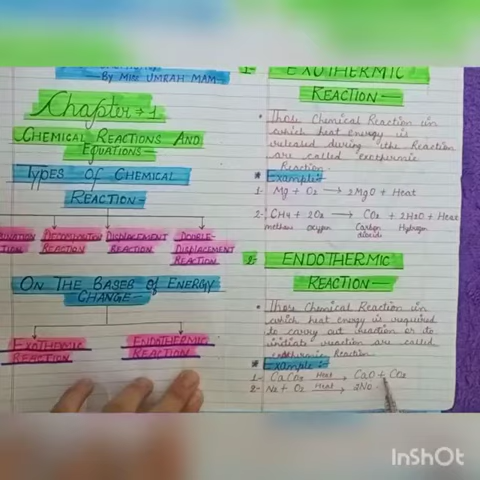 — By Miss UMRAH MAM —
Chapter → 1
CHEMICAL REACTIONS AND
EQUATIONS —
TYPES OF CHEMICAL
REACTION —
DECOMPOSITION
REACTION
DISPLACEMENT
REACTION
DOUBLE-
DISPLACEMENT
REACTION
ON THE BASES OF ENERGY
CHANGE —
EXOTHERMIC
REACTION
ENDOTHERMIC
REACTION
1- EXOTHERMIC
REACTION —
Those Chemical Reaction in
which heat energy is
released during the Reaction
are called exothermic
Reaction.
* Example :-
1- Mg + O2 → 2MgO + Heat
2- CH4 + 2O2 → CO2 + 2H2O + Heat
methane oxygen Carbon Hydrogen
dioxide
2- ENDOTHERMIC
REACTION —
Those Chemical Reaction in
which heat energy is required
to carry out reaction or to
initiate reaction are called
endothermic Reaction
* Example :-
1- CaCO3 Heat → CaO + CO2
2- N2 + O2 Heat → 2NO
InShOt